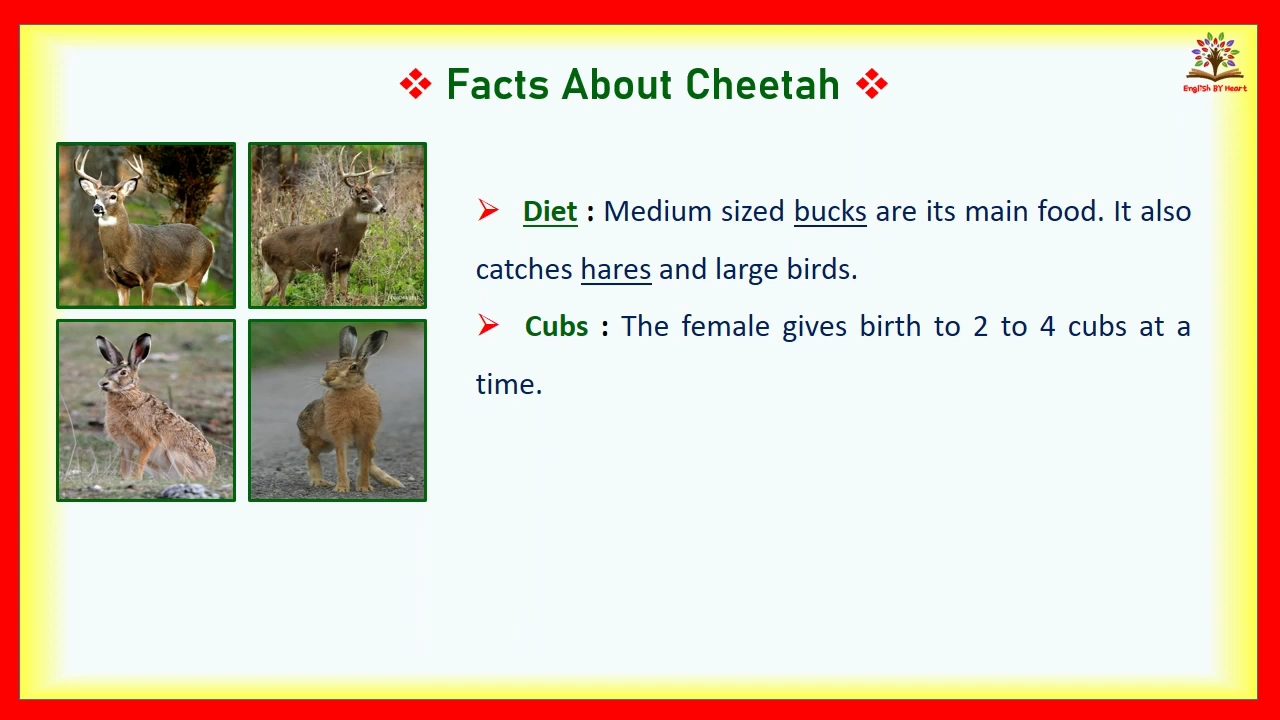 Facts About Cheetah
English BY Heart
Diet : Medium sized bucks are its main food. It also
catches hares and large birds.
Cubs : The female gives birth to 2 to 4 cubs at a
time.